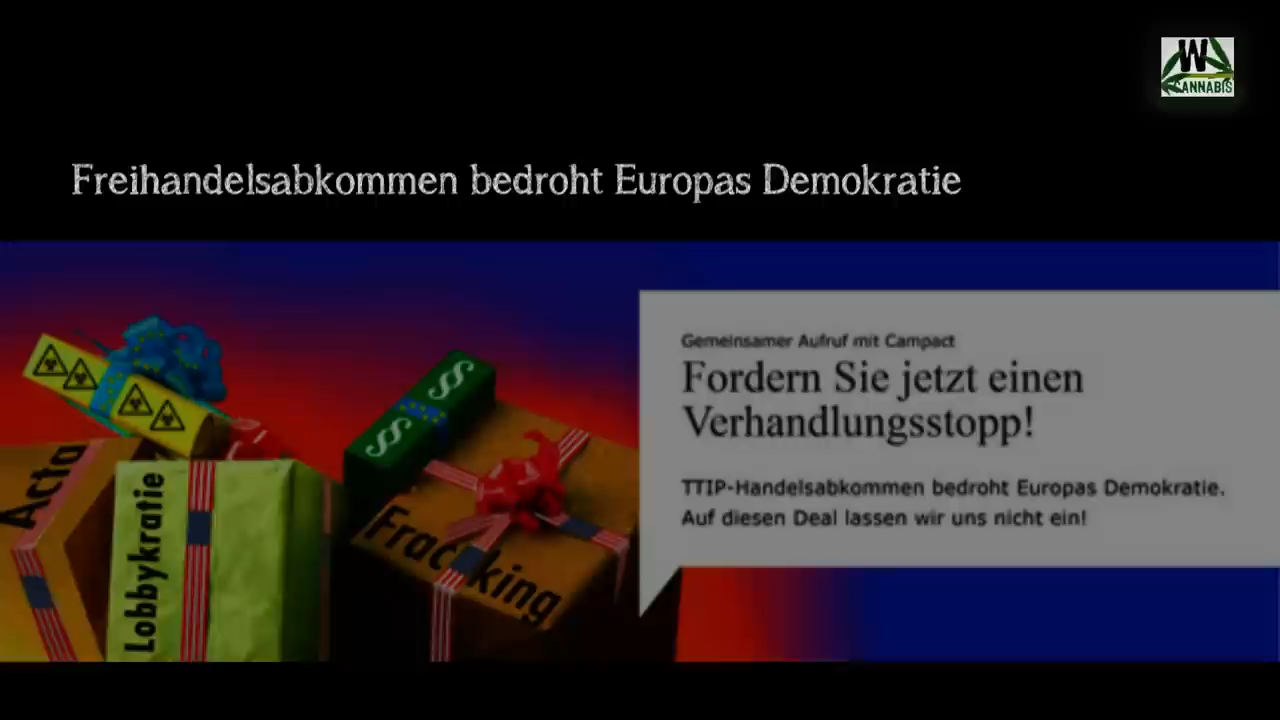 W
CANNABIS
Freihandelsabkommen bedroht Europas Demokratie
Gemeinsamer Aufruf mit Campact
Fordern Sie jetzt einen
Verhandlungsstopp!
TTIP-Handelsabkommen bedroht Europas Demokratie.
Auf diesen Deal lassen wir uns nicht ein!
§§
§§
Acta
Lobbykratie
Fracking